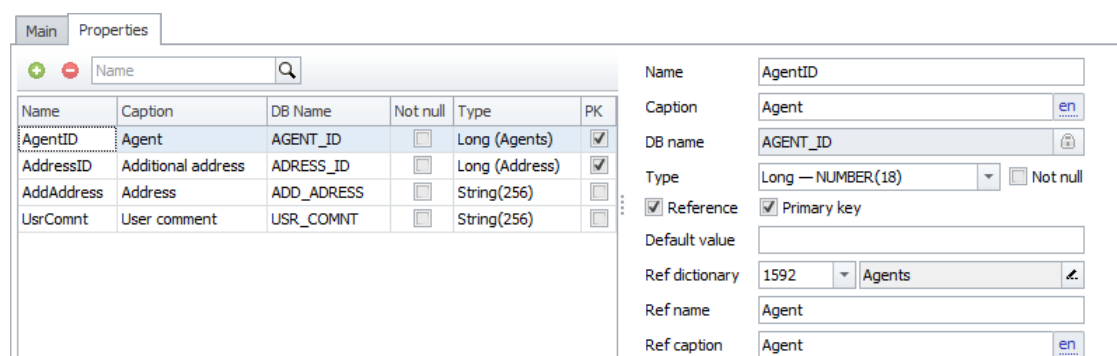 Main Properties
Name
Name Caption DB Name Not null Type PK
AgentID Agent AGENT_ID Long (Agents)
AddressID Additional address ADRESS_ID Long (Address)
AddAddress Address ADD_ADRESS String(256)
UsrComnt User comment USR_COMNT String(256)
Name AgentID
Caption Agent en
DB name AGENT_ID
Type Long — NUMBER(18) Not null
Reference Primary key
Default value
Ref dictionary 1592 Agents
Ref name Agent
Ref caption Agent en